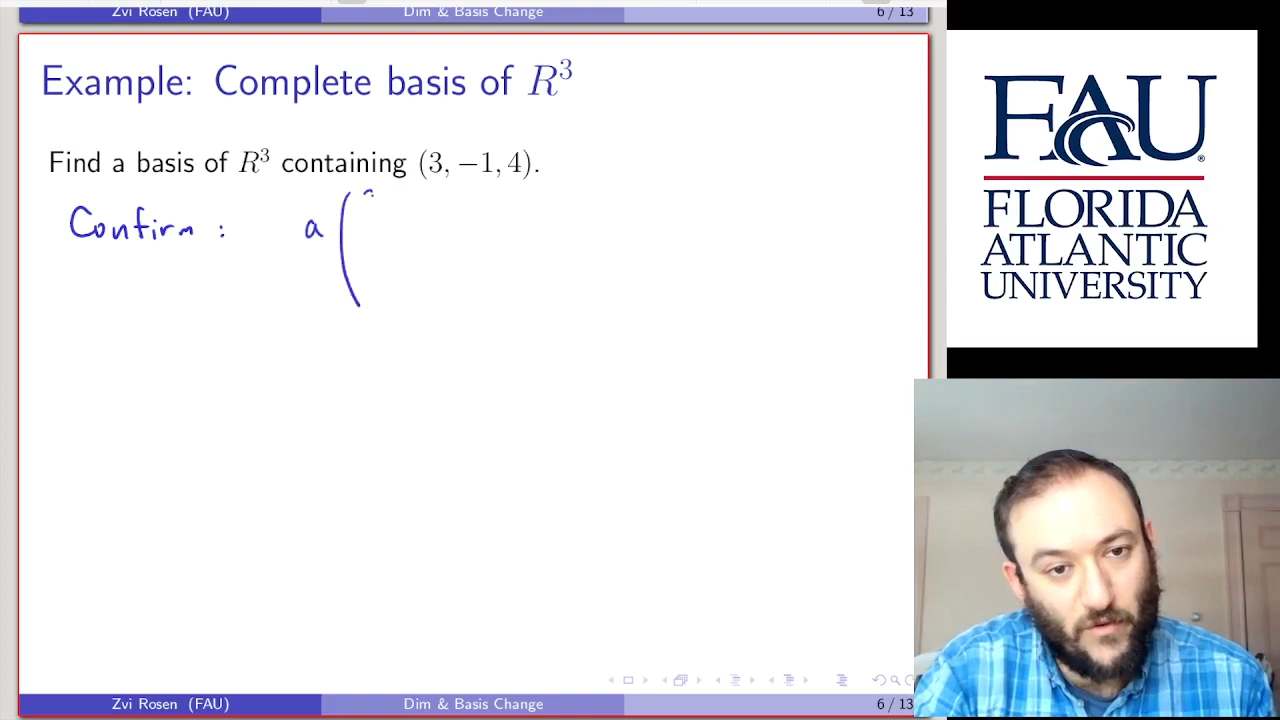 Zvi Rosen (FAU) Dim & Basis Change 6 / 13
Example: Complete basis of R³
Find a basis of R³ containing (3, −1, 4).
Confirm : a (
Zvi Rosen (FAU) Dim & Basis Change 6 / 13
FAU
FLORIDA
ATLANTIC
UNIVERSITY